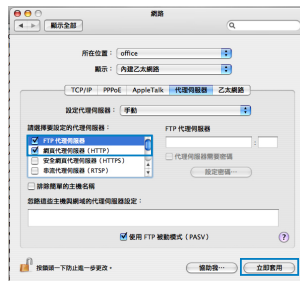 網路
顯示全部
所在位置： office
顯示： 內建乙太網路
TCP/IP PPPoE AppleTalk 代理伺服器 乙太網路
設定代理伺服器： 手動
請選擇要設定的代理伺服器：
FTP 代理伺服器
網頁代理伺服器（HTTP）
安全網頁代理伺服器（HTTPS）
串流代理伺服器（RTSP）
FTP 代理伺服器
:
代理伺服器需要密碼
設定密碼⋯
排除簡單的主機名稱
忽略這些主機與網域的代理伺服器設定：
使用 FTP 被動模式（PASV）
?
按鎖頭一下防止進一步更改。
協助我⋯
立即套用